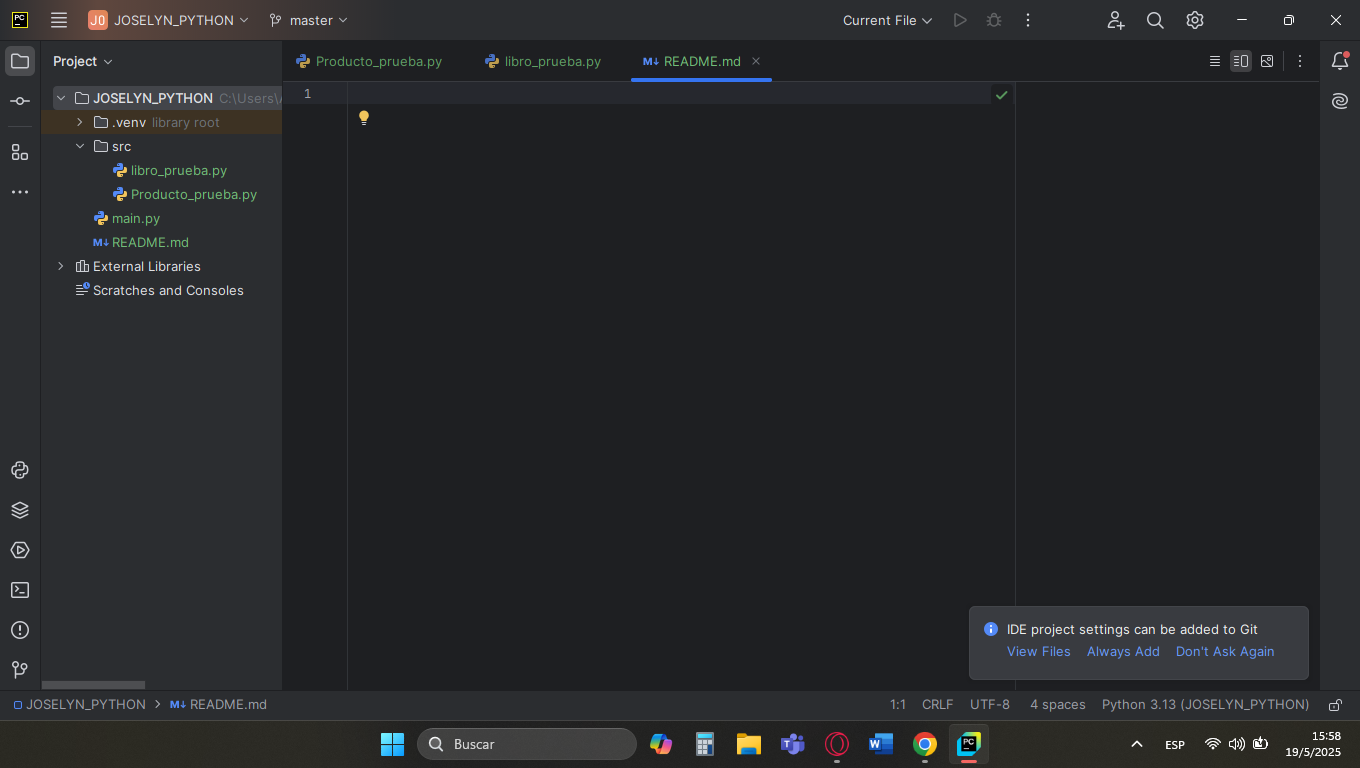 PC
JO JOSELYN_PYTHON
master
Current File
Project
Producto_prueba.py
libro_prueba.py
M↓ README.md
JOSELYN_PYTHON C:\Users\
.venv library root
src
libro_prueba.py
Producto_prueba.py
main.py
M↓ README.md
External Libraries
Scratches and Consoles
1
IDE project settings can be added to Git
View Files Always Add Don't Ask Again
JOSELYN_PYTHON > M↓ README.md
1:1 CRLF UTF-8 4 spaces Python 3.13 (JOSELYN_PYTHON)
Buscar
W
PC
ESP
15:58
19/5/2025